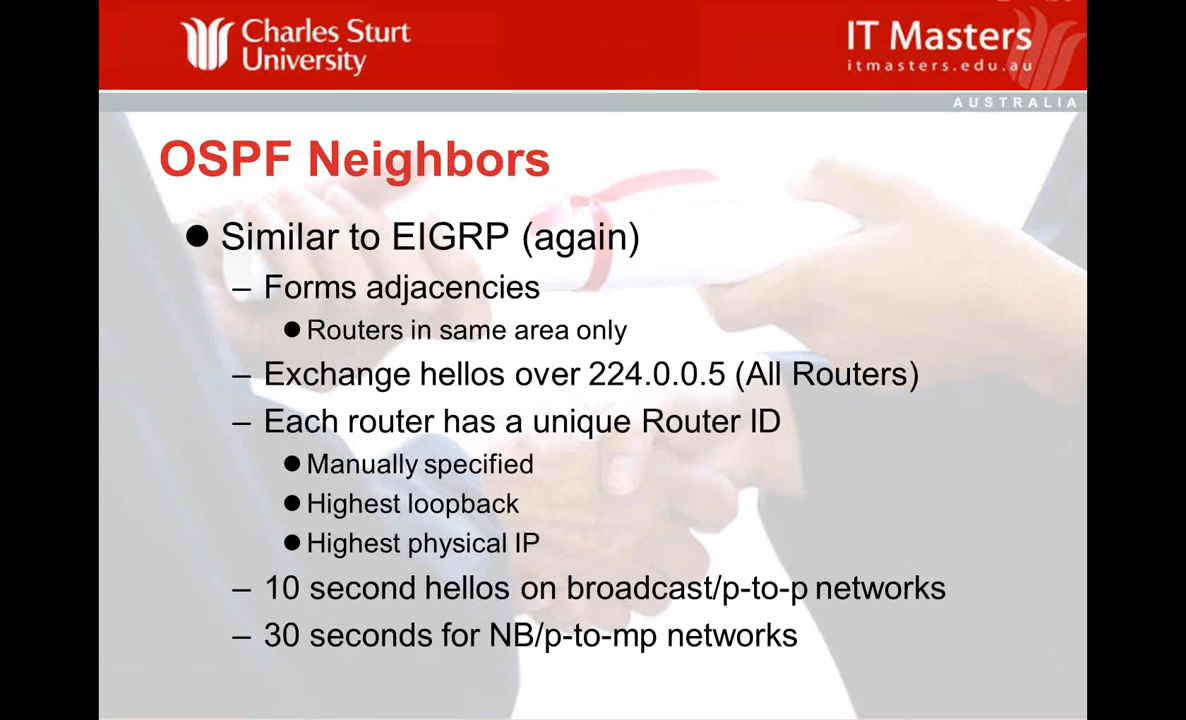 Charles Sturt
University
IT Masters
itmasters.edu.au
AUSTRALIA
OSPF Neighbors
● Similar to EIGRP (again)
– Forms adjacencies
● Routers in same area only
– Exchange hellos over 224.0.0.5 (All Routers)
– Each router has a unique Router ID
● Manually specified
● Highest loopback
● Highest physical IP
– 10 second hellos on broadcast/p-to-p networks
– 30 seconds for NB/p-to-mp networks